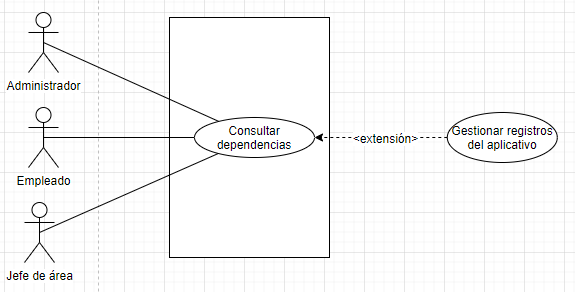 Administrador
Empleado
Jefe de área
Consultar
dependencias
<extensión>
Gestionar registros
del aplicativo